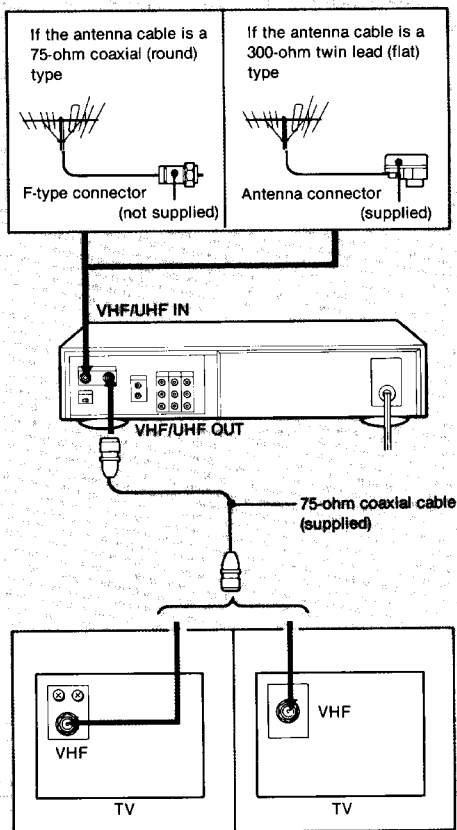 If the antenna cable is a
75-ohm coaxial (round)
type
F-type connector
(not supplied)
If the antenna cable is a
300-ohm twin lead (flat)
type
Antenna connector
(supplied)
VHF/UHF IN
VHF/UHF OUT
75-ohm coaxial cable
(supplied)
VHF
TV
VHF
TV